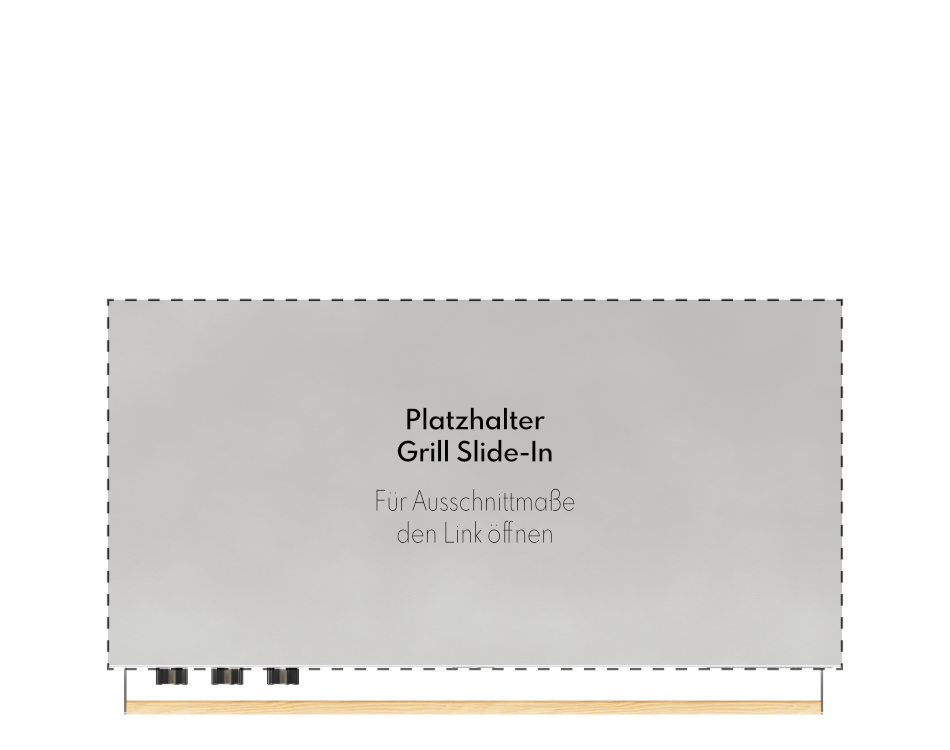 Platzhalter
Grill Slide-In
Für Ausschnittmaße
den Link öffnen